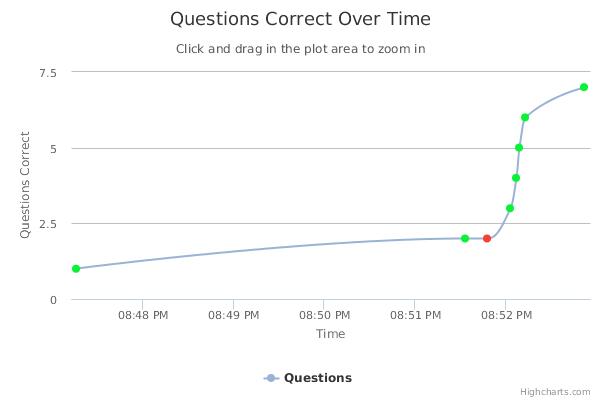 Questions Correct Over Time
Click and drag in the plot area to zoom in
7.5
5
2.5
0
Questions Correct
08:48 PM 08:49 PM 08:50 PM 08:51 PM 08:52 PM
Time
Questions
Highcharts.com